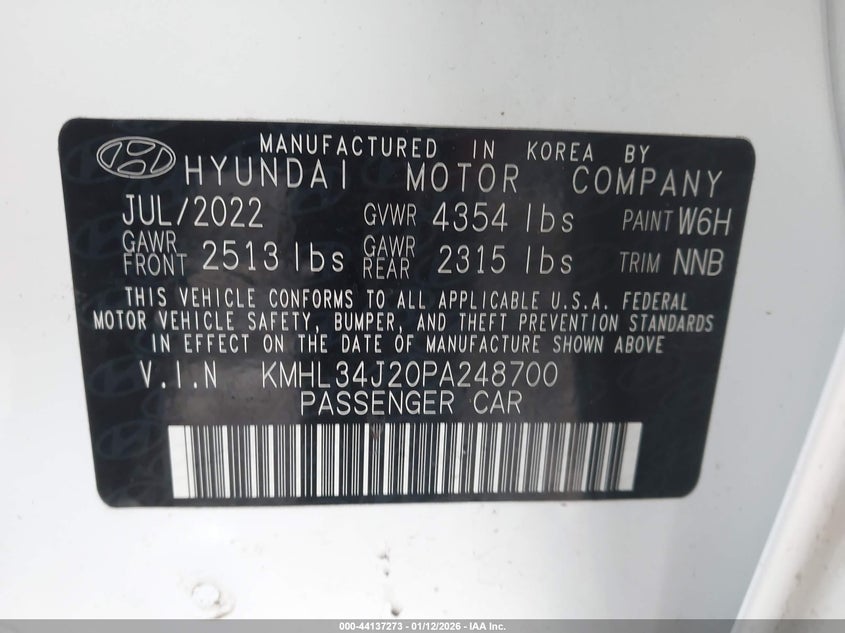 MANUFACTURED IN KOREA BY
HYUNDAI MOTOR COMPANY
JUL/2022 GVWR 4354 lbs PAINT W6H
GAWR FRONT 2513 lbs GAWR REAR 2315 lbs TRIM NNB
THIS VEHICLE CONFORMS TO ALL APPLICABLE U.S.A. FEDERAL
MOTOR VEHICLE SAFETY, BUMPER, AND THEFT PREVENTION STANDARDS
IN EFFECT ON THE DATE OF MANUFACTURE SHOWN ABOVE
V.I.N KMHL34J20PA248700
PASSENGER CAR
000-44137273 - 01/12/2026 - IAA Inc.